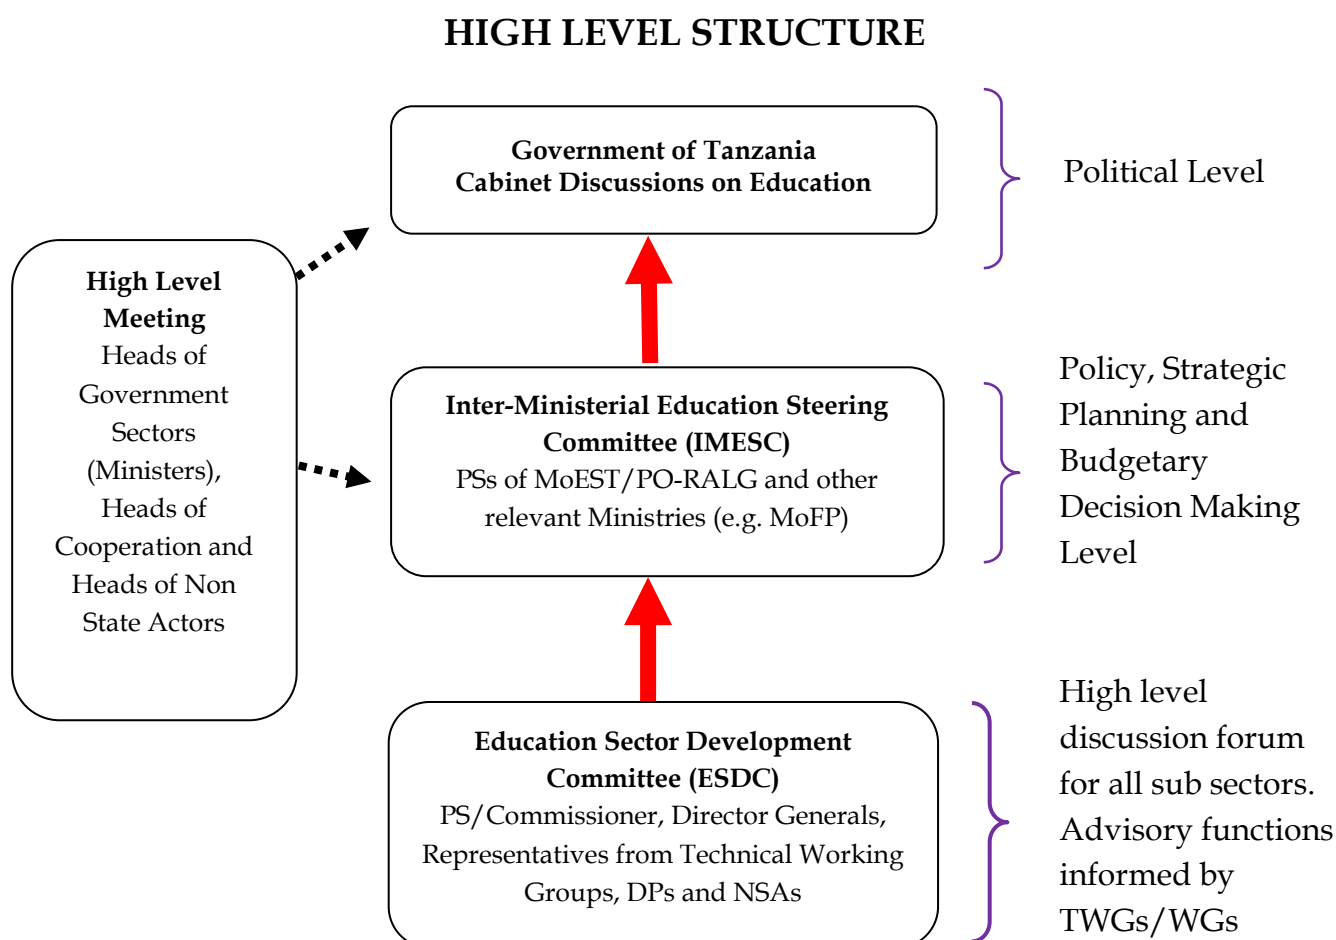 HIGH LEVEL STRUCTURE
Government of Tanzania
Cabinet Discussions on Education
Political Level
High Level
Meeting
Heads of
Government
Sectors
(Ministers),
Heads of
Cooperation and
Heads of Non
State Actors
Inter-Ministerial Education Steering
Committee (IMESC)
PSs of MoEST/PO-RALG and other
relevant Ministries (e.g. MoFP)
Policy, Strategic
Planning and
Budgetary
Decision Making
Level
Education Sector Development
Committee (ESDC)
PS/Commissioner, Director Generals,
Representatives from Technical Working
Groups, DPs and NSAs
High level
discussion forum
for all sub sectors.
Advisory functions
informed by
TWGs/WGs